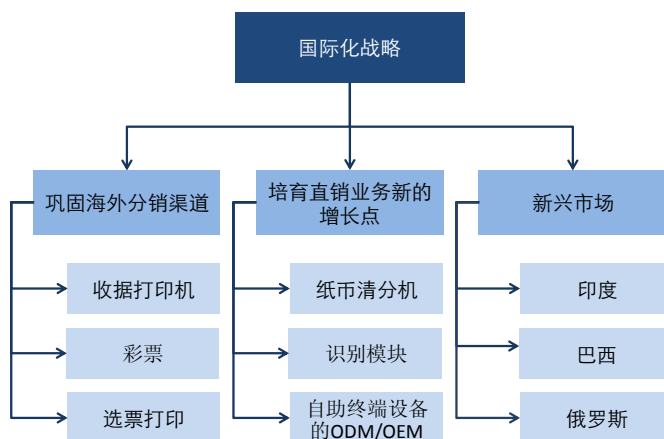 国际化战略
巩固海外分销渠道
培育直销业务新的
增长点
新兴市场
收据打印机
纸币清分机
印度
彩票
识别模块
巴西
选票打印
自助终端设备
的ODM/OEM
俄罗斯